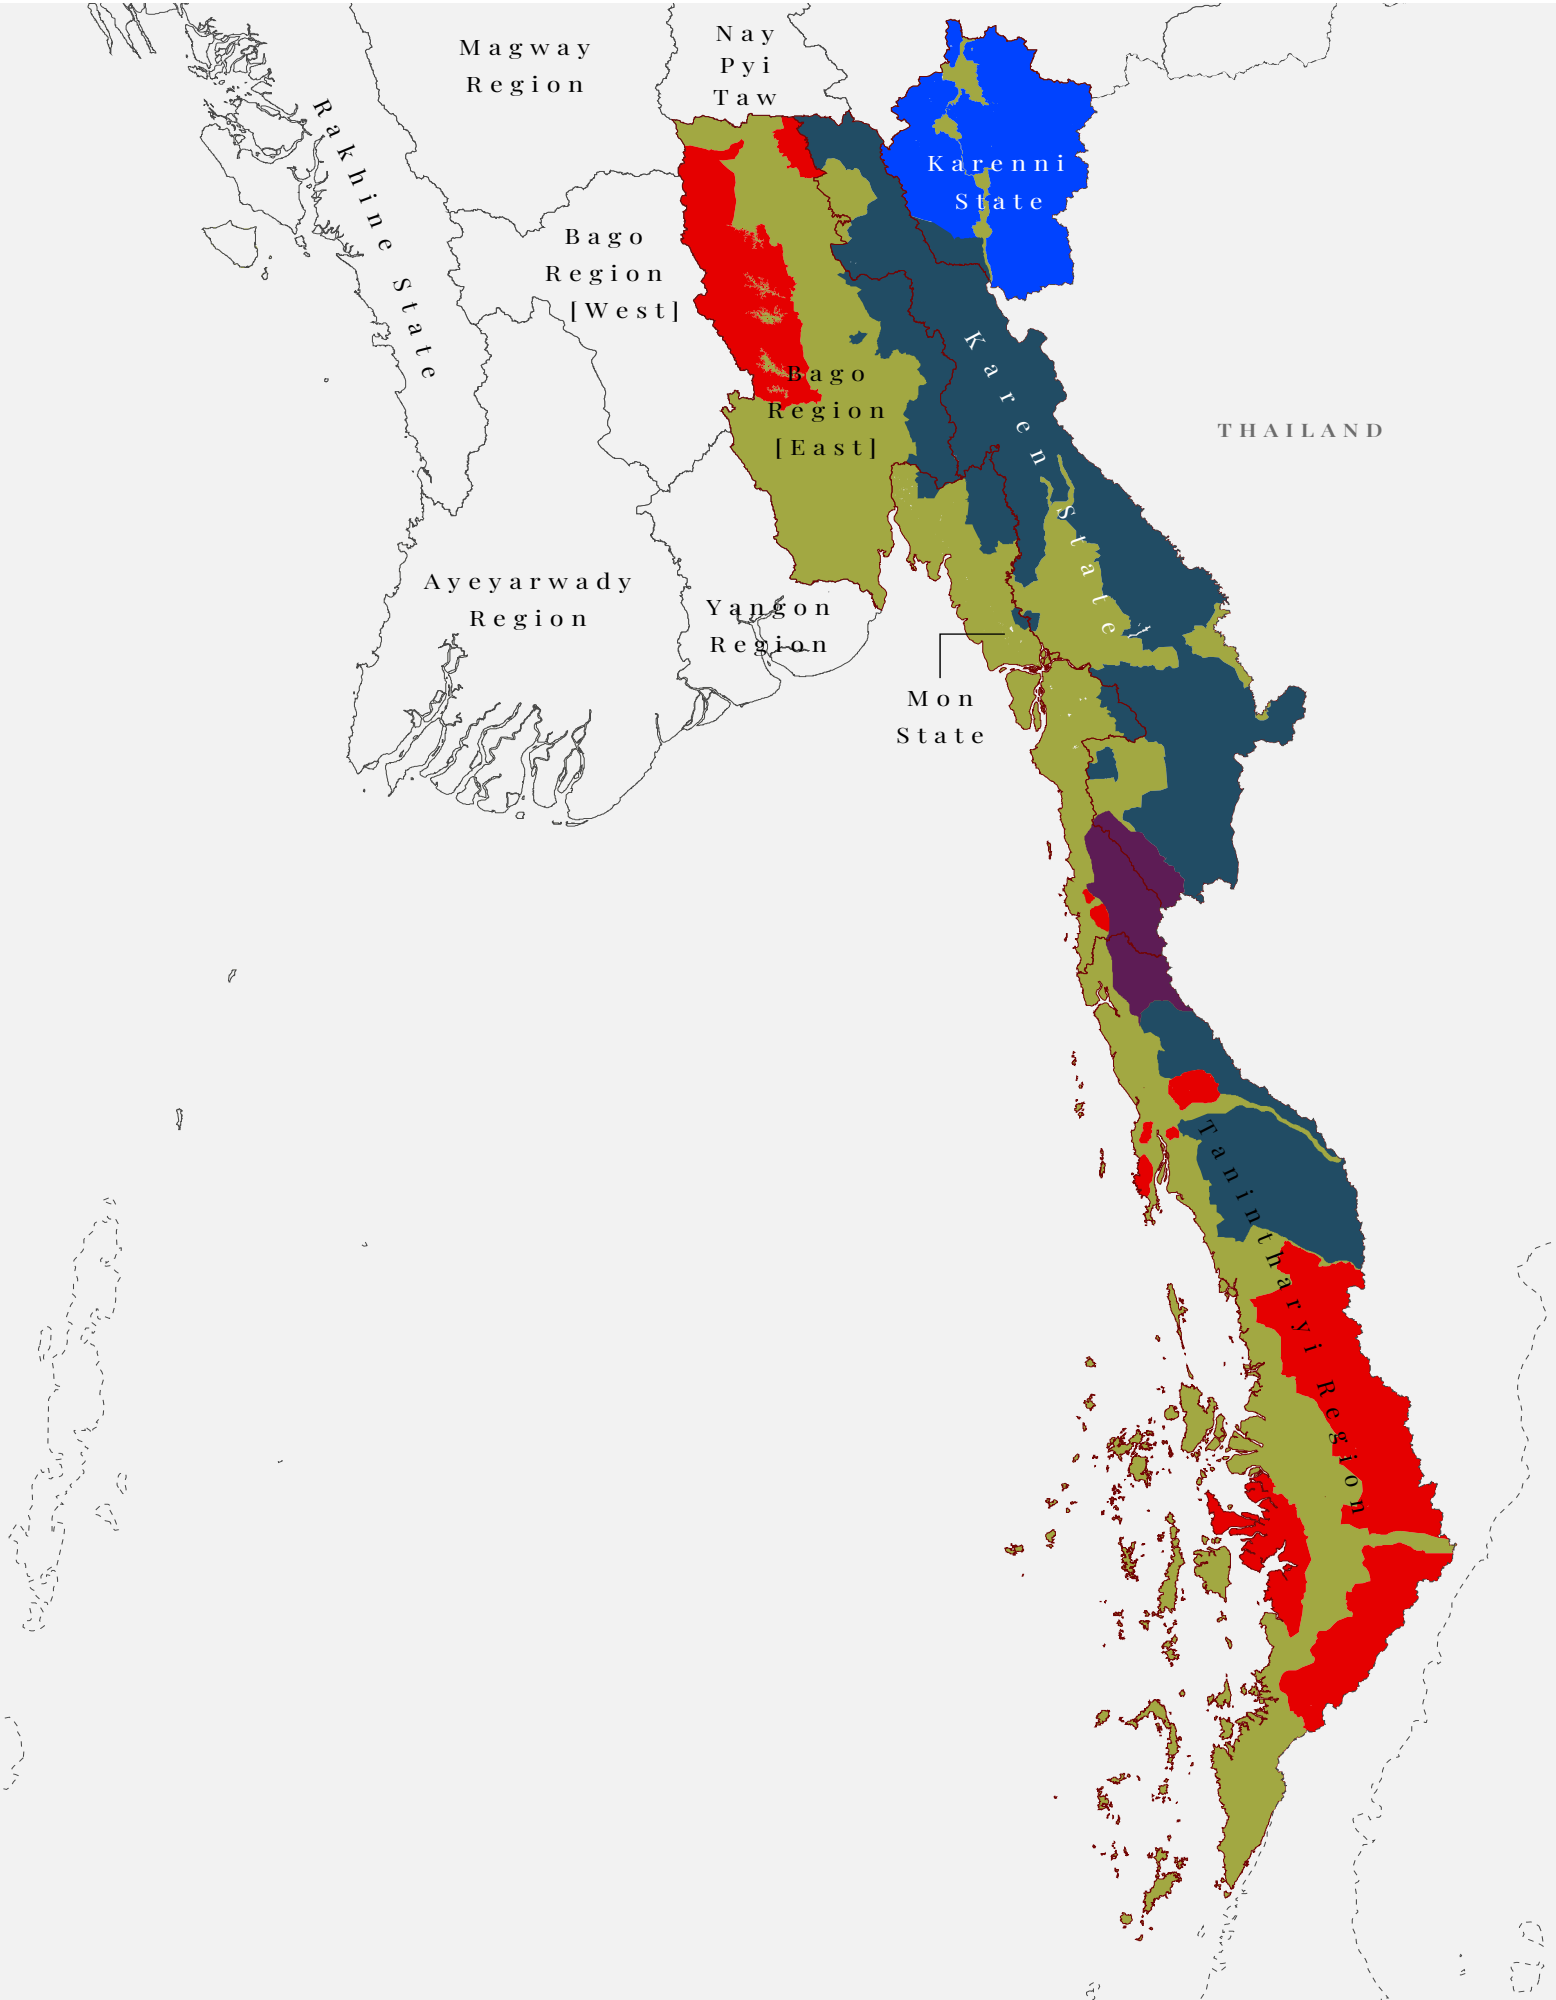 Magway
Region
Nay
Pyi
Taw
Rakhine State
Karenni
State
Bago
Region
[West]
Karen State
Bago
Region
[East]
THAILAND
Ayeyarwady
Region
Yangon
Region
Mon
State
Tanintharyi Region